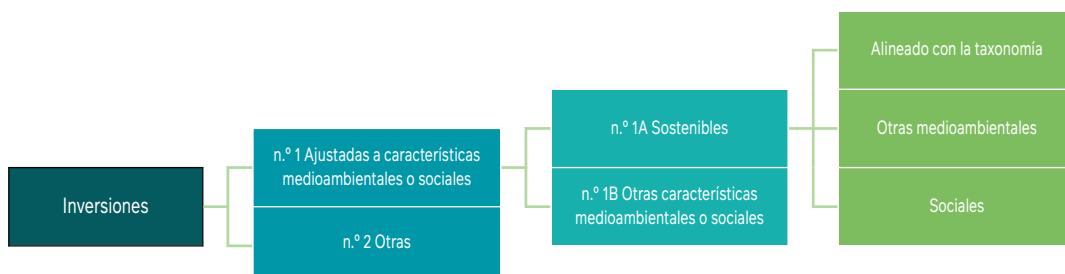 Inversiones
n.º 1 Ajustadas a características
medioambientales o sociales
n.º 2 Otras
n.º 1A Sostenibles
n.º 1B Otras características
medioambientales o sociales
Alineado con la taxonomía
Otras medioambientales
Sociales